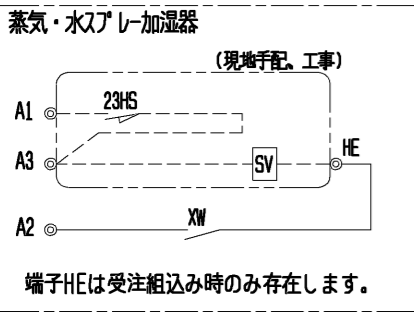 蒸気・水ｽﾌﾟﾚｰ加湿器
(現地手配、工事)
A1
23HS
A3
SV
HE
A2
XW
端子HEは受注組込み時のみ存在します。